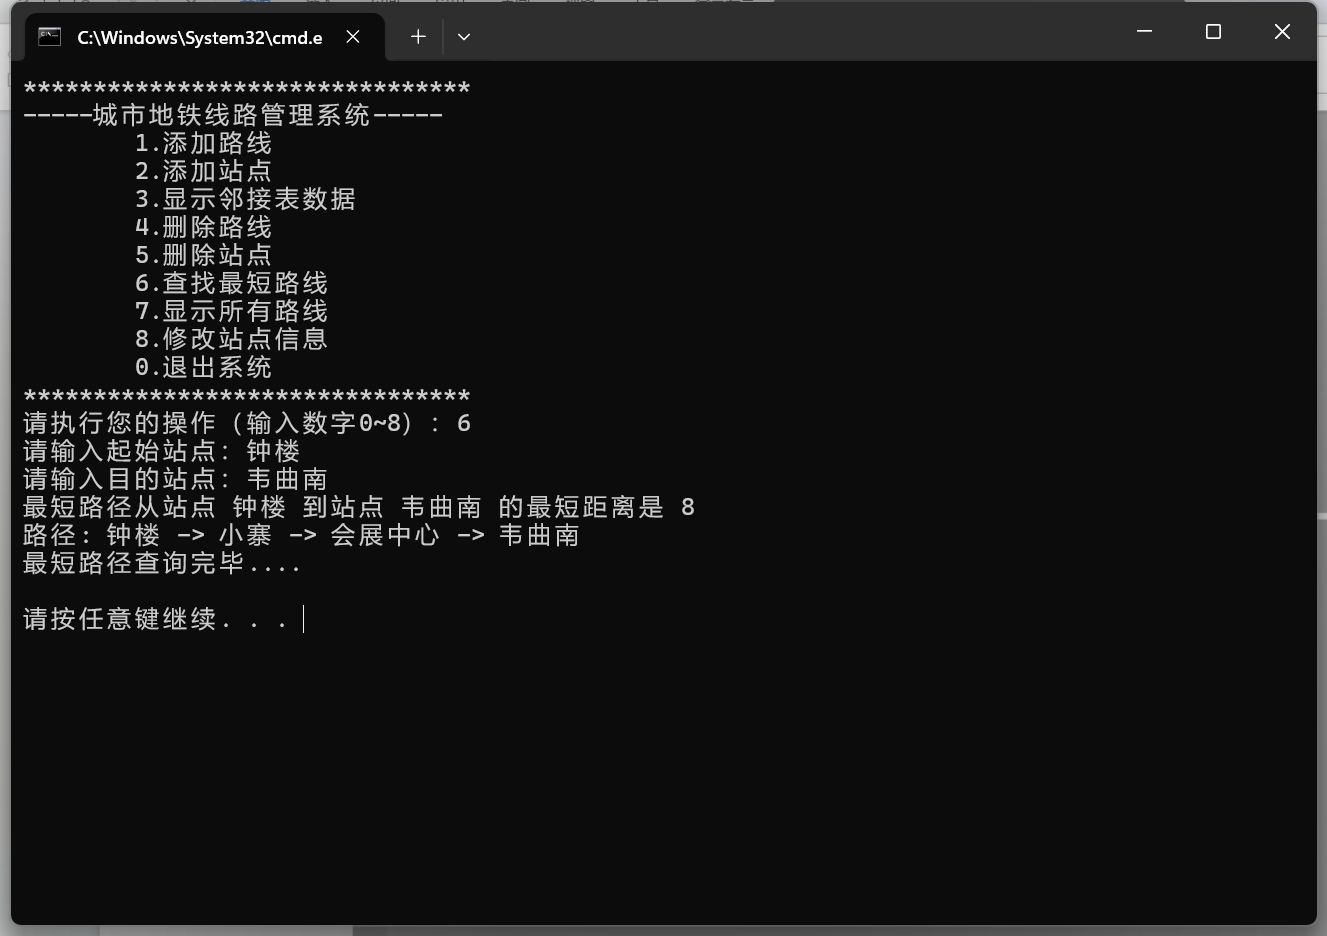 C:\Windows\System32\cmd.e
********************************
-----城市地铁线路管理系统-----
1.添加路线
2.添加站点
3.显示邻接表数据
4.删除路线
5.删除站点
6.查找最短路线
7.显示所有路线
8.修改站点信息
0.退出系统
********************************
请执行您的操作（输入数字0~8）: 6
请输入起始站点: 钟楼
请输入目的站点: 韦曲南
最短路径从站点 钟楼 到站点 韦曲南 的最短距离是 8
路径: 钟楼 -> 小寨 -> 会展中心 -> 韦曲南
最短路径查询完毕....
请按任意键继续. . .